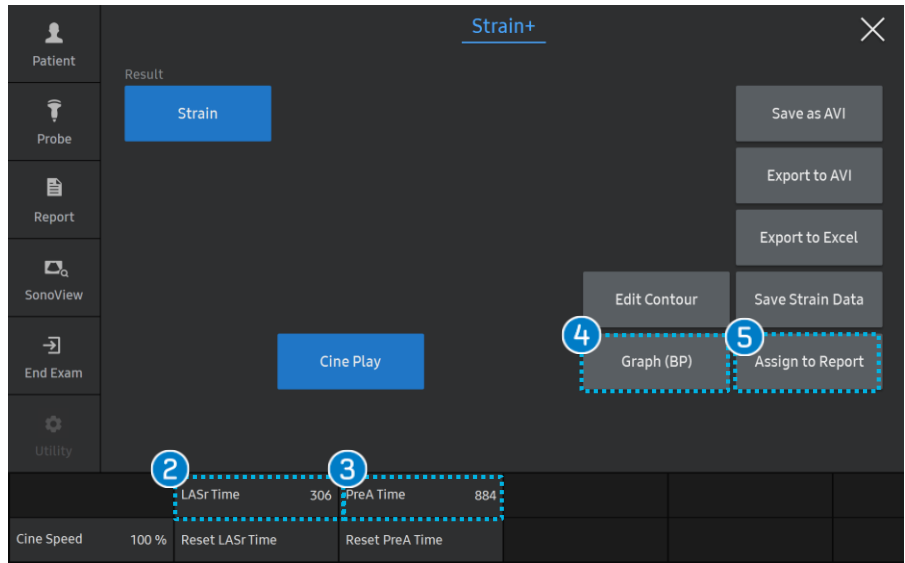 Strain+
Patient
Probe
Report
SonoView
End Exam
Utility
Result
Strain
Cine Play
Save as AVI
Export to AVI
Export to Excel
Edit Contour
Save Strain Data
4
Graph (BP)
5
Assign to Report
2
LASr Time 306
3
PreA Time 884
Cine Speed 100 %
Reset LASr Time
Reset PreA Time